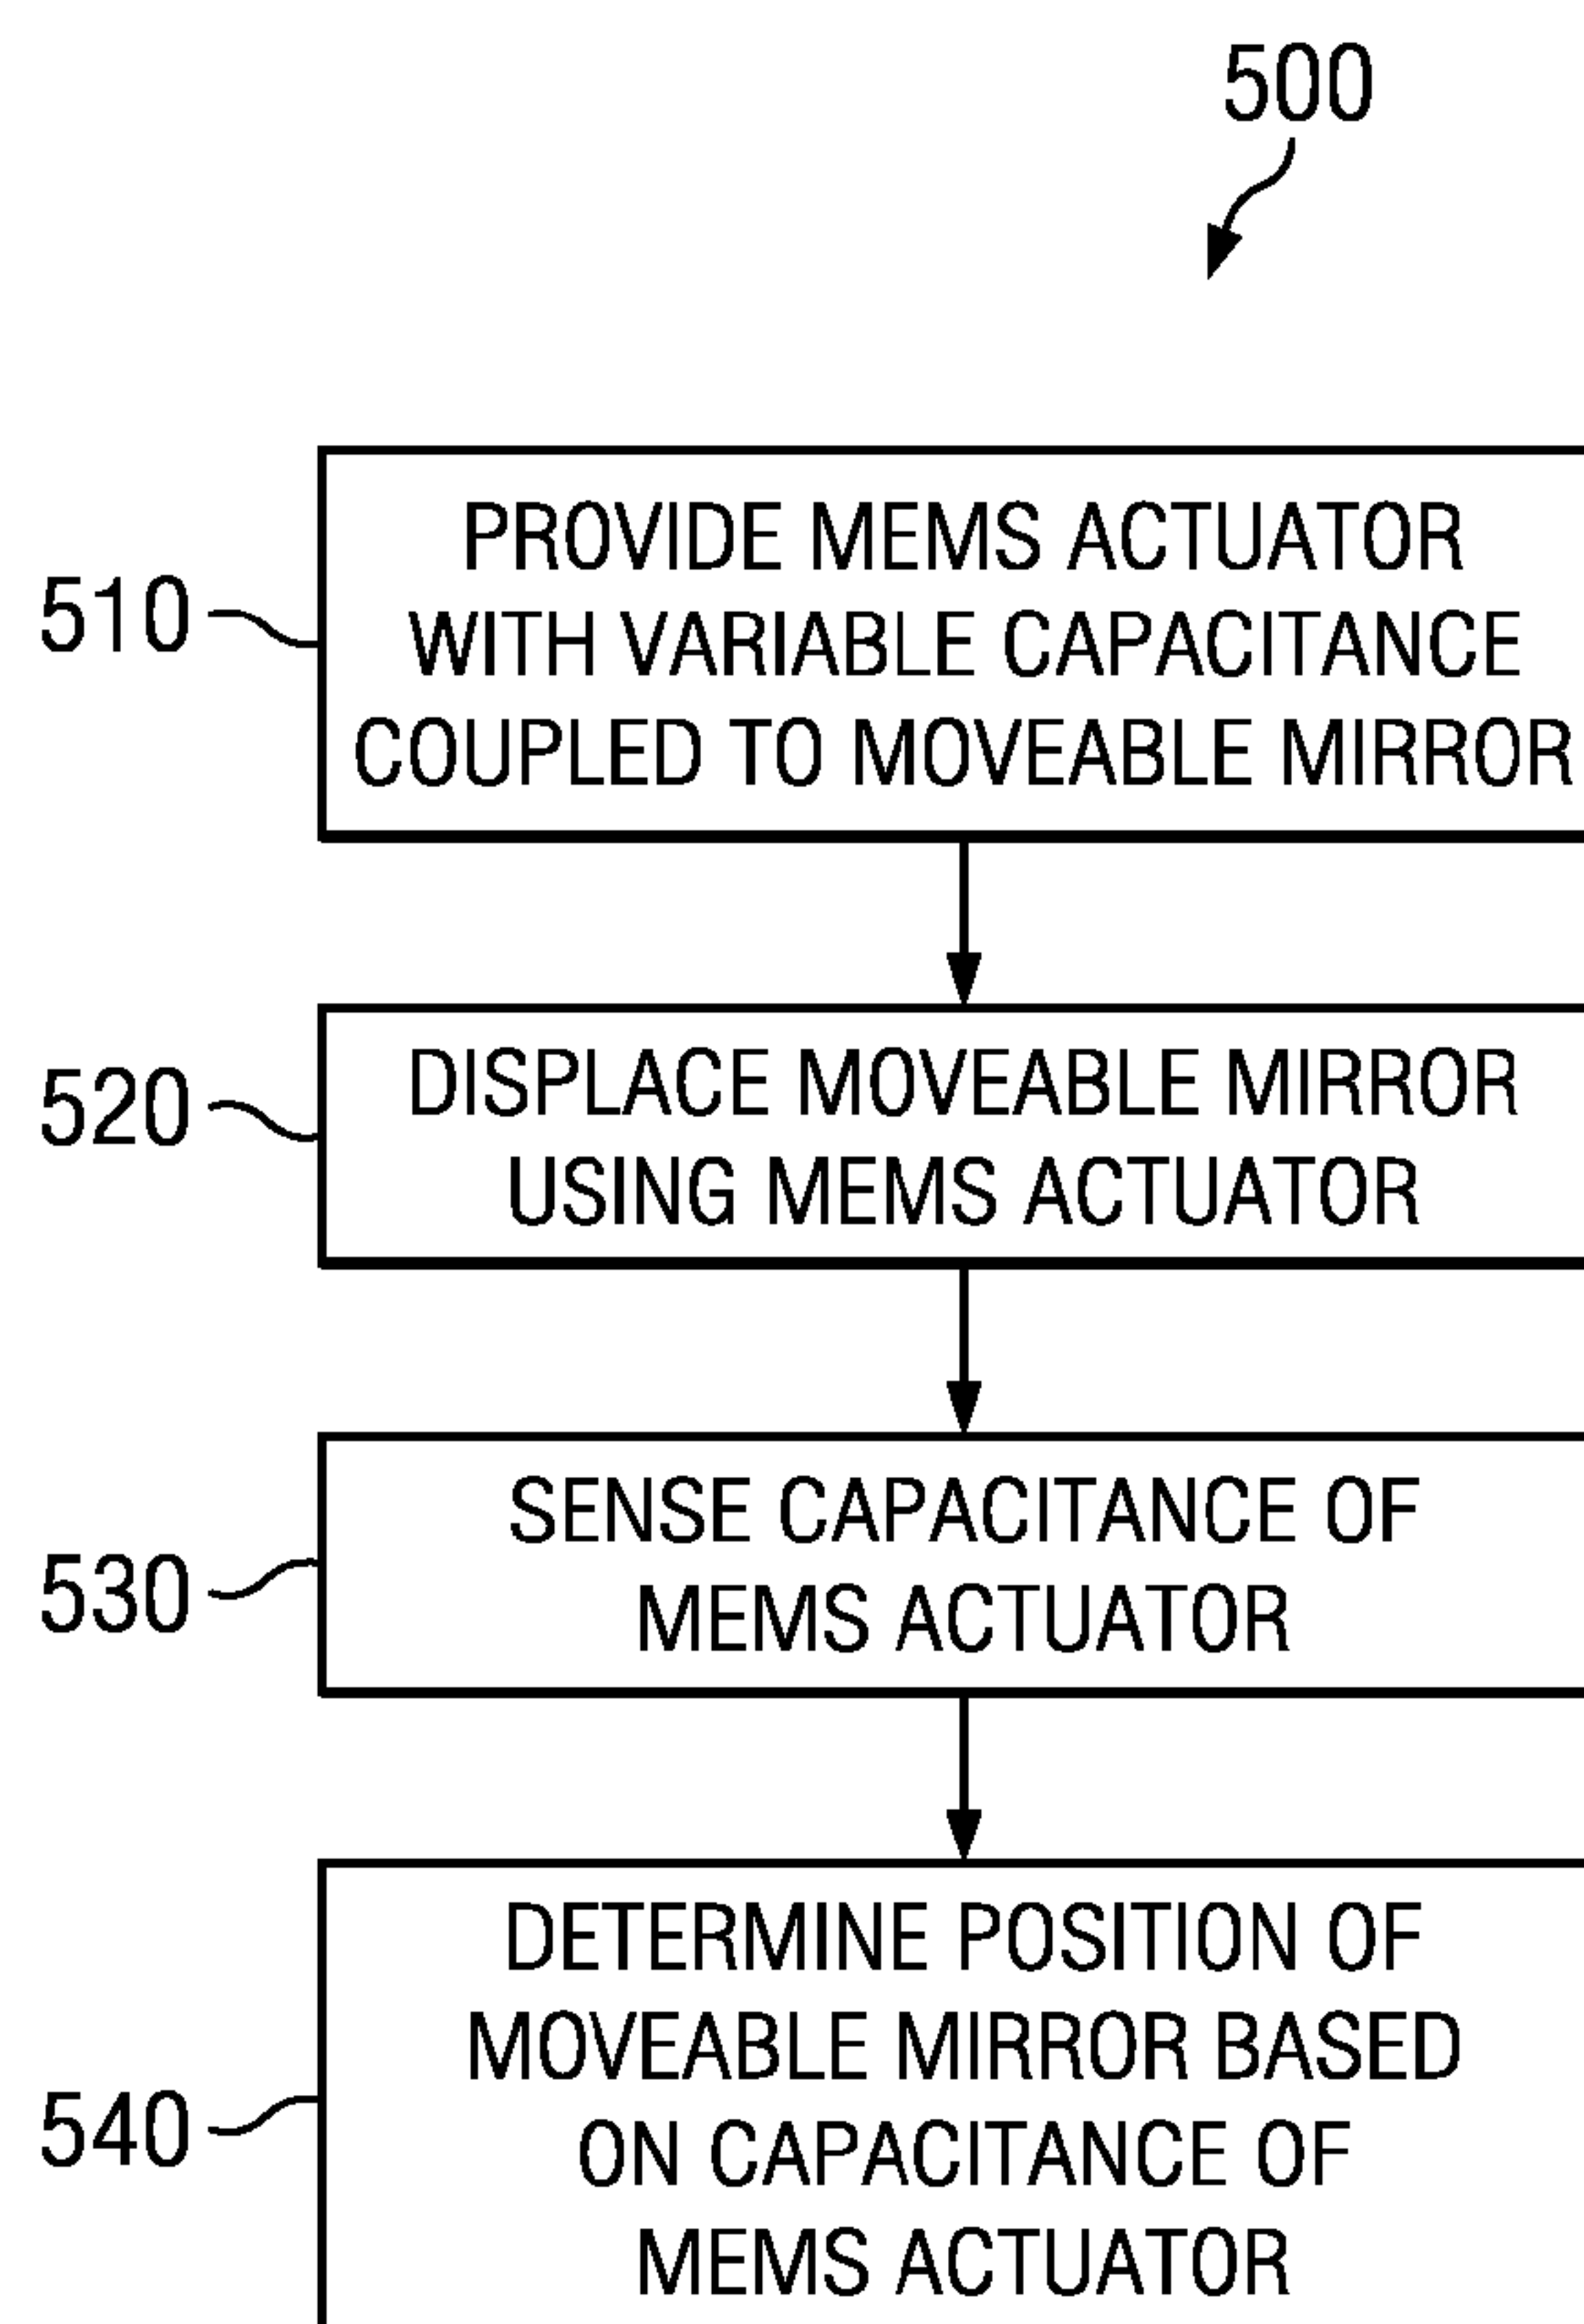 500
510
PROVIDE MEMS ACTUATOR
WITH VARIABLE CAPACITANCE
COUPLED TO MOVEABLE MIRROR
520
DISPLACE MOVEABLE MIRROR
USING MEMS ACTUATOR
530
SENSE CAPACITANCE OF
MEMS ACTUATOR
540
DETERMINE POSITION OF
MOVEABLE MIRROR BASED
ON CAPACITANCE OF
MEMS ACTUATOR